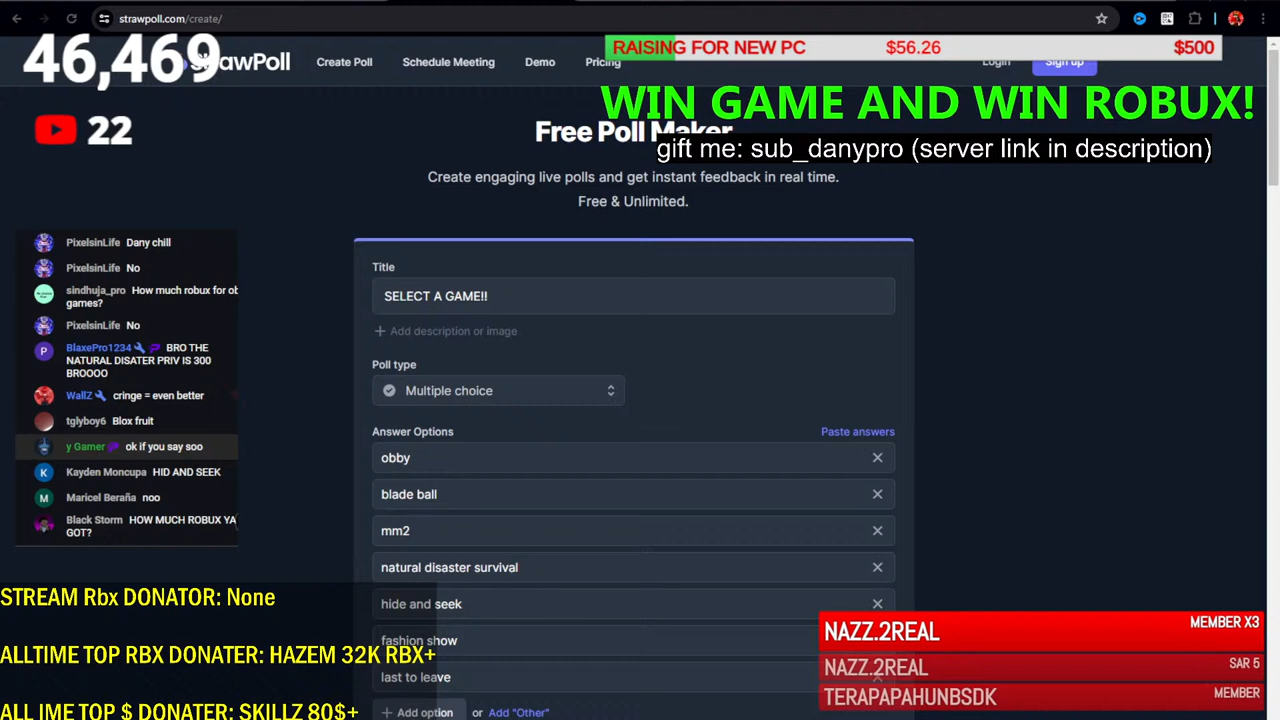 strawpoll.com/create/
46,469
StrawPoll
Create Poll
Schedule Meeting
Demo
Pricing
Login
Sign up
RAISING FOR NEW PC
$56.26
$500
WIN GAME AND WIN ROBUX!
22
Free Poll Maker
gift me: sub_danypro (server link in description)
Create engaging live polls and get instant feedback in real time.
Free & Unlimited.
PixelsinLife Dany chill
PixelsinLife No
sindhuja_pro How much robux for ob
games?
PixelsinLife No
BlaxePro1234 BRO THE
NATURAL DISATER PRIV IS 300
BROOOO
WallZ cringe = even better
tglyboy6 Blox fruit
y Gamer ok if you say soo
Kayden Moncupa HID AND SEEK
Maricel Beraña noo
Black Storm HOW MUCH ROBUX YA
GOT?
Title
SELECT A GAME!!
Add description or image
Poll type
Multiple choice
Answer Options
Paste answers
obby
blade ball
mm2
natural disaster survival
hide and seek
fashion show
last to leave
Add option or Add "Other"
STREAM Rbx DONATOR: None
ALLTIME TOP RBX DONATER: HAZEM 32K RBX+
ALL IME TOP $ DONATER: SKILLZ 80$+
NAZZ.2REAL
MEMBER X3
NAZZ.2REAL
SAR 5
TERAPAPAHUNBSDK
MEMBER